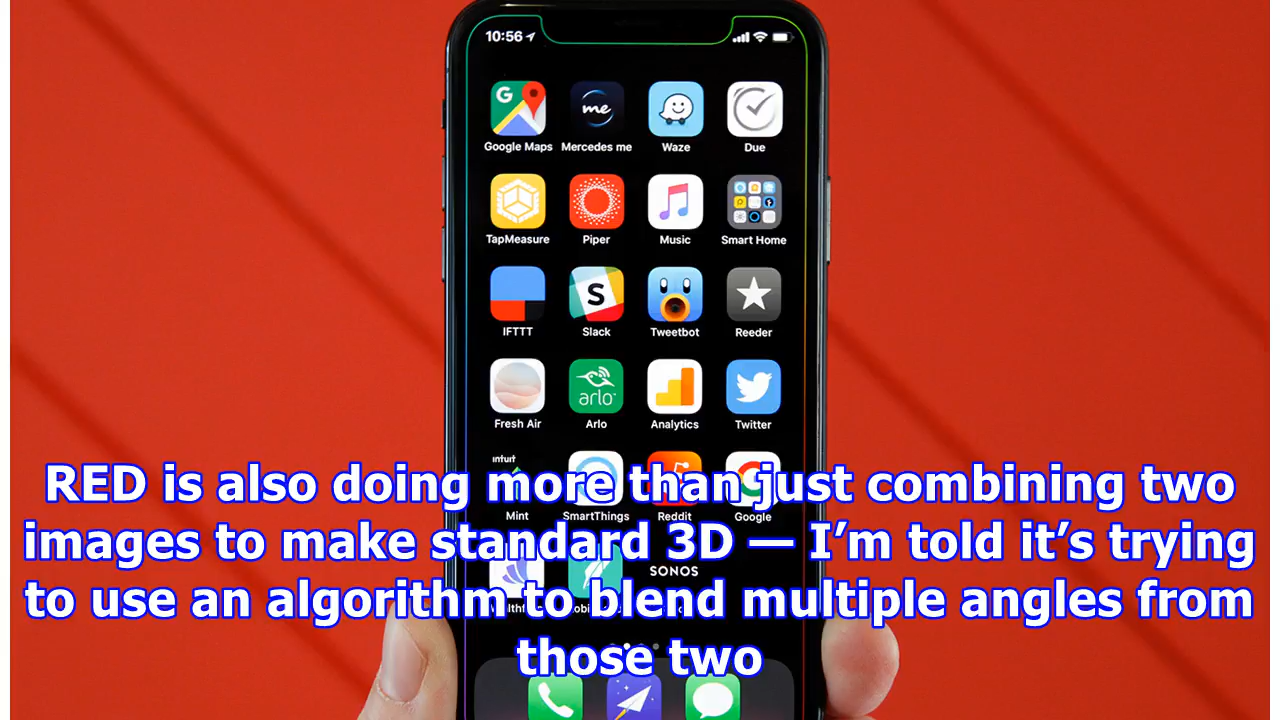 10:56
G
me
Google Maps Mercedes me Waze Due
TapMeasure Piper Music Smart Home
S
IFTTT Slack Tweetbot Reeder
arlo
Fresh Air Arlo Analytics Twitter
intuit
Mint SmartThings Reddit Google
SONOS
RED is also doing more than just combining two
images to make standard 3D — I’m told it’s trying
to use an algorithm to blend multiple angles from
those two